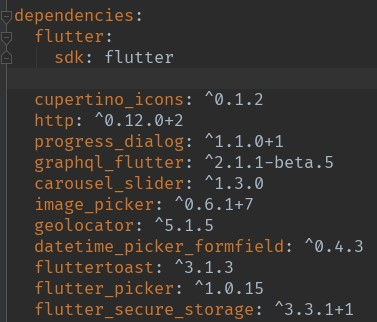 dependencies:
flutter:
sdk: flutter
cupertino_icons: ^0.1.2
http: ^0.12.0+2
progress_dialog: ^1.1.0+1
graphql_flutter: ^2.1.1-beta.5
carousel_slider: ^1.3.0
image_picker: ^0.6.1+7
geolocator: ^5.1.5
datetime_picker_formfield: ^0.4.3
fluttertoast: ^3.1.3
flutter_picker: ^1.0.15
flutter_secure_storage: ^3.3.1+1